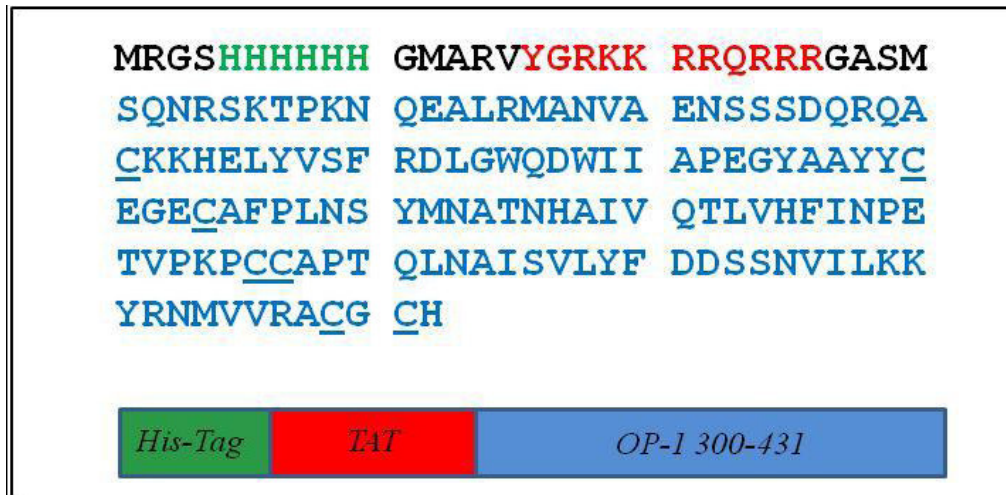 MRGSHHHHHH GMARVYGRKK RRQRRRGASM
SQNRSKTPKN QEALRMANVA ENSSSDQRQA
CKKHELYVSF RDLGWQDWII APEGYAAYYC
EGECAFPLNS YMNATNHAIV QTLVHFINPE
TVPKPCCAPT QLNAISVLYF DDSSNVILKK
YRNMVVRACG CH
His-Tag TAT OP-1 300-431